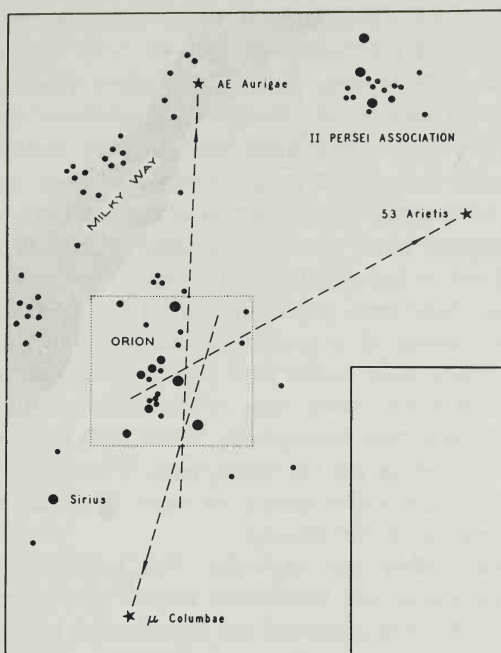 AE Aurigae
II PERSEI ASSOCIATION
MILKY WAY
53 Arietis
ORION
Sirius
μ Columbae